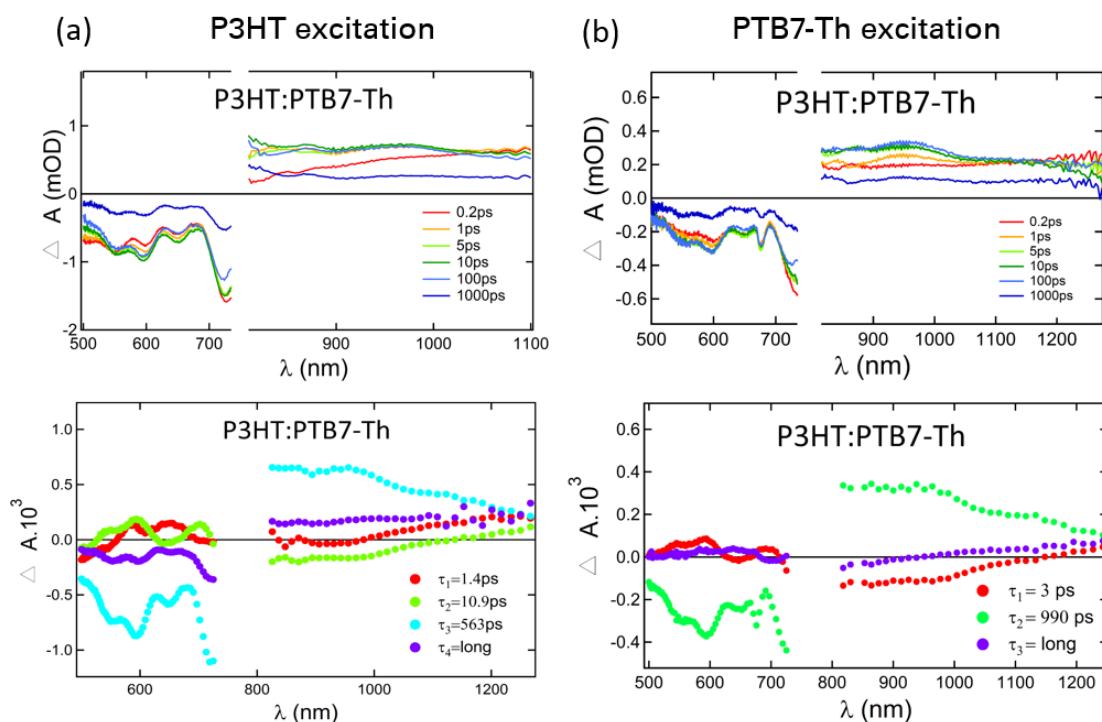 (a) P3HT excitation
(b) PTB7-Th excitation
P3HT:PTB7-Th
△ A (mOD)
1
0
-1
-2
0.2ps
1ps
5ps
10ps
100ps
1000ps
500 600 700 900 1000 1100
λ (nm)
P3HT:PTB7-Th
△ A (mOD)
0.6
0.4
0.2
0.0
-0.2
-0.4
-0.6
0.2ps
1ps
5ps
10ps
100ps
1000ps
500 600 700 800 900 1000 1100 1200
λ (nm)
P3HT:PTB7-Th
△ A.10³
1.0
0.5
0.0
-0.5
-1.0
τ₁=1.4ps
τ₂=10.9ps
τ₃=563ps
τ₄=long
600 800 1000 1200
λ (nm)
P3HT:PTB7-Th
△ A.10³
0.6
0.4
0.2
0.0
-0.2
-0.4
τ₁ = 3 ps
τ₂ = 990 ps
τ₃ = long
500 600 700 800 900 1000 1100 1200
λ (nm)